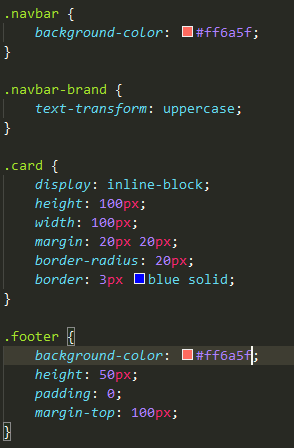 .navbar {
background-color: #ff6a5f;
}
.navbar-brand {
text-transform: uppercase;
}
.card {
display: inline-block;
height: 100px;
width: 100px;
margin: 20px 20px;
border-radius: 20px;
border: 3px blue solid;
}
.footer {
background-color: #ff6a5f;
height: 50px;
padding: 0;
margin-top: 100px;
}